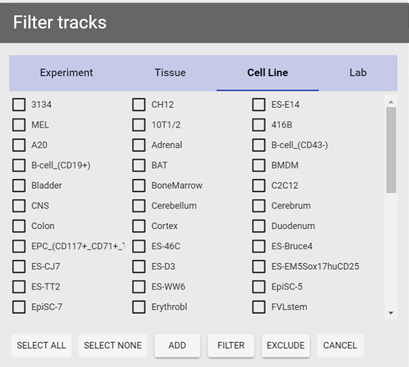 Filter tracks
Experiment Tissue Cell Line Lab
3134 CH12 ES-E14
MEL 10T1/2 416B
A20 Adrenal B-cell_(CD43-)
B-cell_(CD19+) BAT BMDM
Bladder BoneMarrow C2C12
CNS Cerebellum Cerebrum
Colon Cortex Duodenum
EPC_(CD117+_CD71+_ ES-46C ES-Bruce4
ES-CJ7 ES-D3 ES-EM5Sox17huCD25
ES-TT2 ES-WW6 EpiSC-5
EpiSC-7 Erythrobl FVLstem
SELECT ALL SELECT NONE ADD FILTER EXCLUDE CANCEL